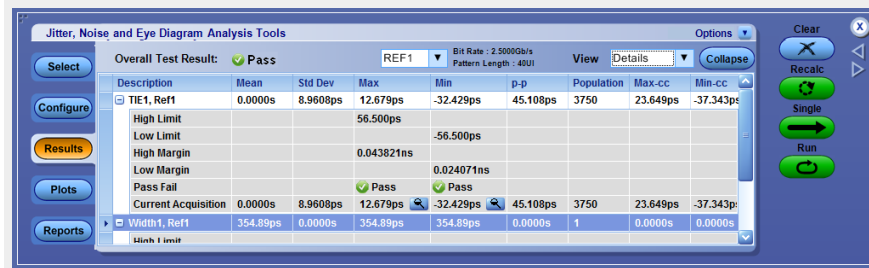 Jitter, Noise and Eye Diagram Analysis Tools
Options
Clear
Select
Overall Test Result: Pass
REF1
Bit Rate : 2.5000Gb/s
Pattern Length : 40UI
View Details
Collapse
Recalc
Description Mean Std Dev Max Min p-p Population Max-cc Min-cc
TIE1, Ref1 0.0000s 8.9608ps 12.679ps -32.429ps 45.108ps 3750 23.649ps -37.343ps
Configure
High Limit 56.500ps
Single
Low Limit -56.500ps
Results
High Margin 0.043821ns
Low Margin 0.024071ns
Run
Plots
Pass Fail Pass Pass
Current Acquisition 0.0000s 8.9608ps 12.679ps -32.429ps 45.108ps 3750 23.649ps -37.343p
Reports
Width1, Ref1 354.89ps 0.0000s 354.89ps 354.89ps 0.0000s 1 0.0000s 0.0000s
High Limit